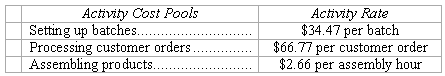 Activity Cost Pools Activity Rate
Setting up batches............................ $34.47 per batch
Processing customer orders............... $66.77 per customer order
Assembling products......................... $2.66 per assembly hour